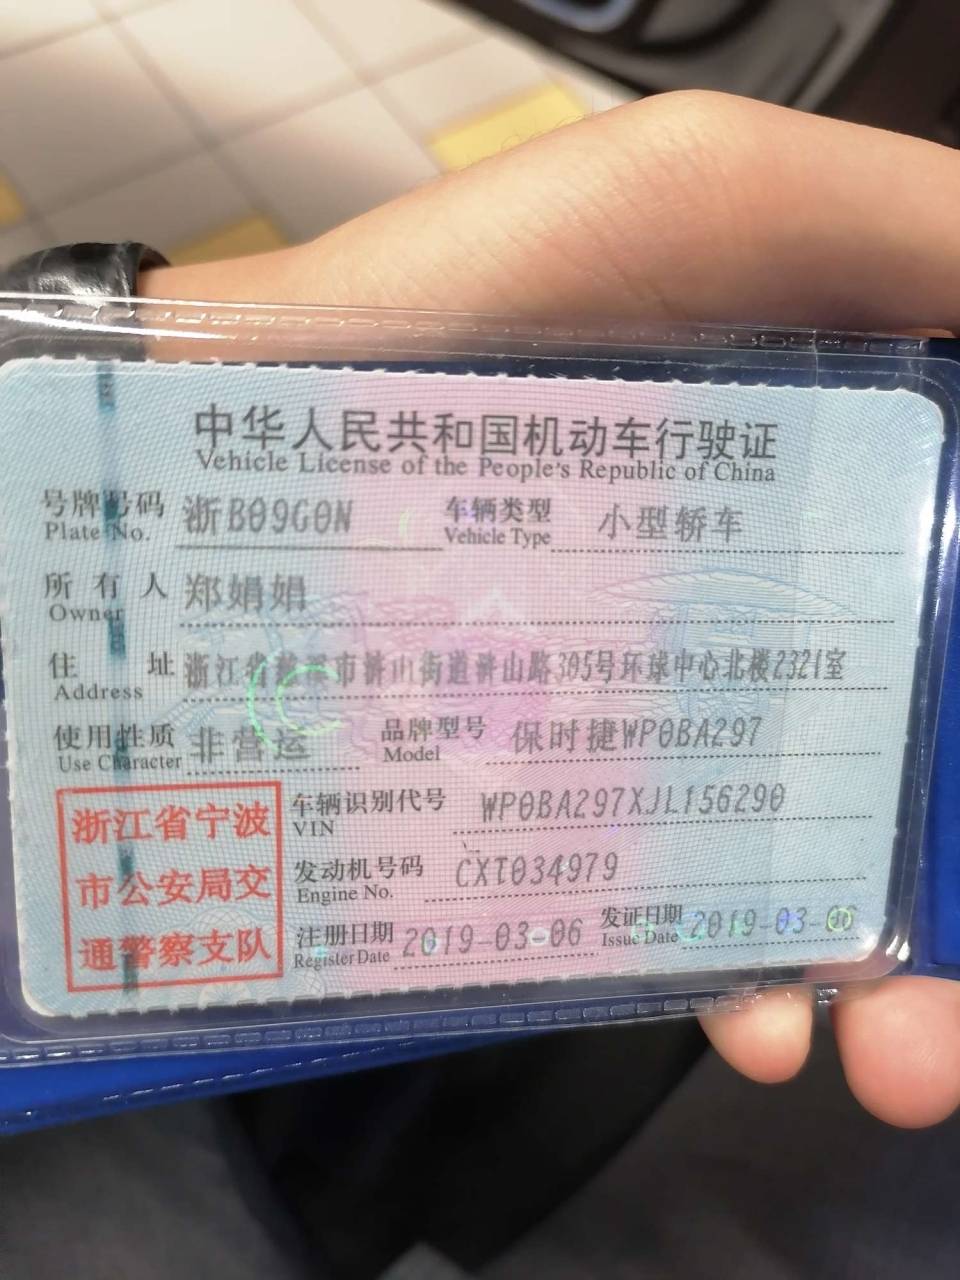 中华人民共和国机动车行驶证
Vehicle License of the People's Republic of China
号牌号码 浙B09G0N 车辆类型 小型轿车
Plate No. Vehicle Type
所有人 郑娟娟
Owner
住址 浙江省慈溪市浒山街道浒山路395号环球中心北楼2321室
Address
使用性质 非营运 品牌型号 保时捷WP0BA297
Use Character Model
浙江省宁波
市公安局交
通警察支队
车辆识别代号 WP0BA297XJL156290
VIN
发动机号码 CXT034979
Engine No.
注册日期 2019-03-06 发证日期 2019-03-06
Register Date Issue Date